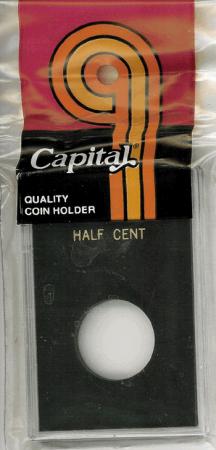 Capital
QUALITY
COIN HOLDER
HALF CENT